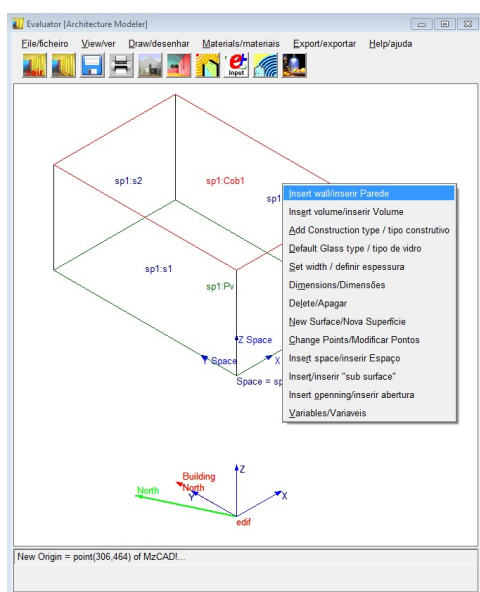 Evaluator [Architecture Modeler]
File/ficheiro View/ver Draw/desenhar Materials/materiais Export/exportar Help/ajuda
e+
Input
sp1:s2
sp1:Cob1
sp1
sp1:s1
sp1:Pv
Z Space
Y Space
X
Space = sp
Insert wall/inserir Parede
Insert volume/inserir Volume
Add Construction type / tipo construtivo
Default Glass type / tipo de vidro
Set width / definir espessura
Dimensions/Dimensões
Delete/Apagar
New Surface/Nova Superfície
Change Points/Modificar Pontos
Insert space/inserir Espaço
Insert/inserir "sub surface"
Insert openning/inserir abertura
Variables/Variaveis
Z
Building
North
North
Y
X
edif
New Origin = point(306,464) of MzCAD!...